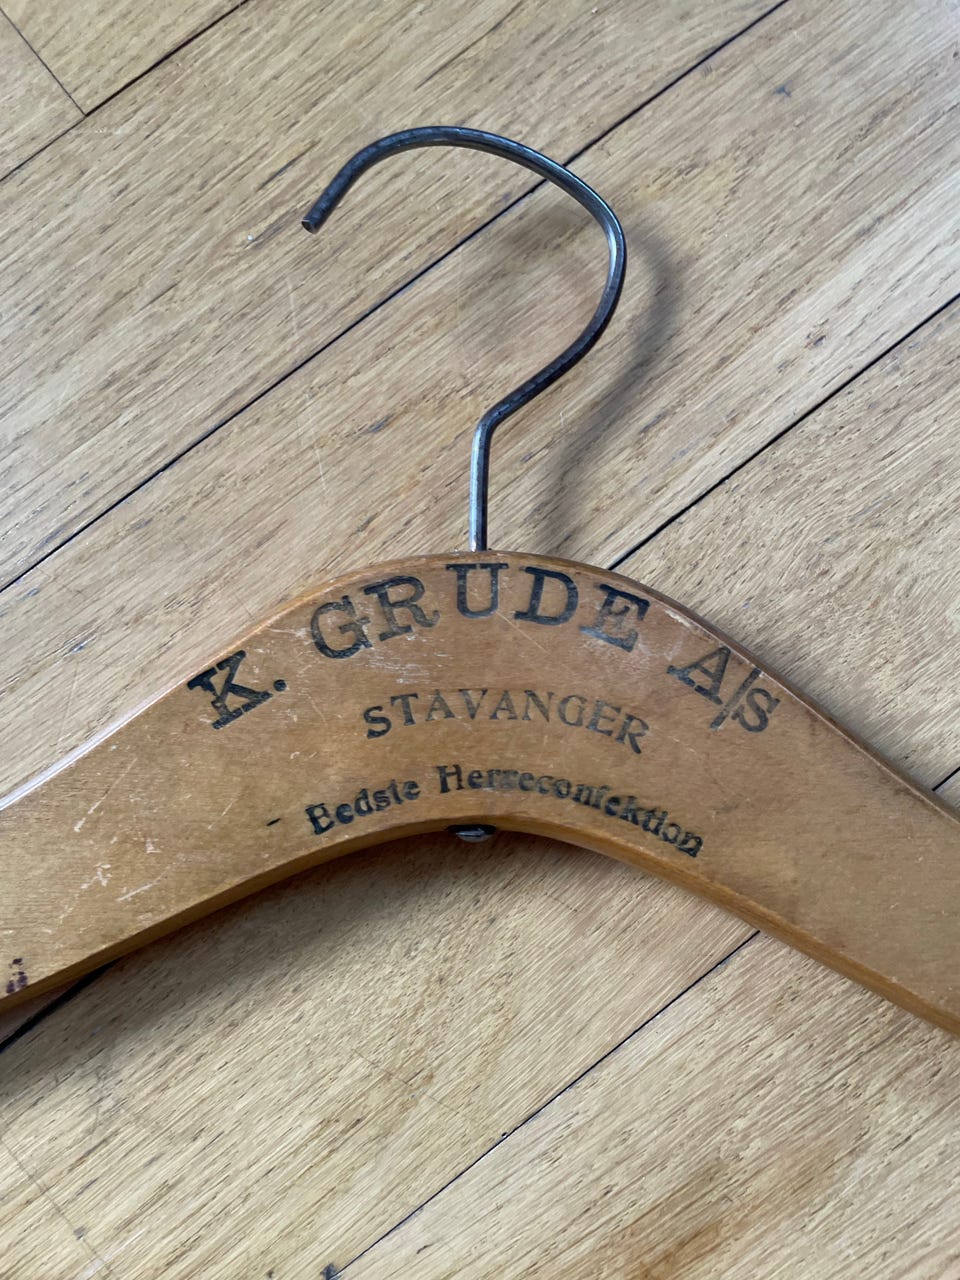 K. GRUDE A/S
STAVANGER
Bedste Herreconfektion